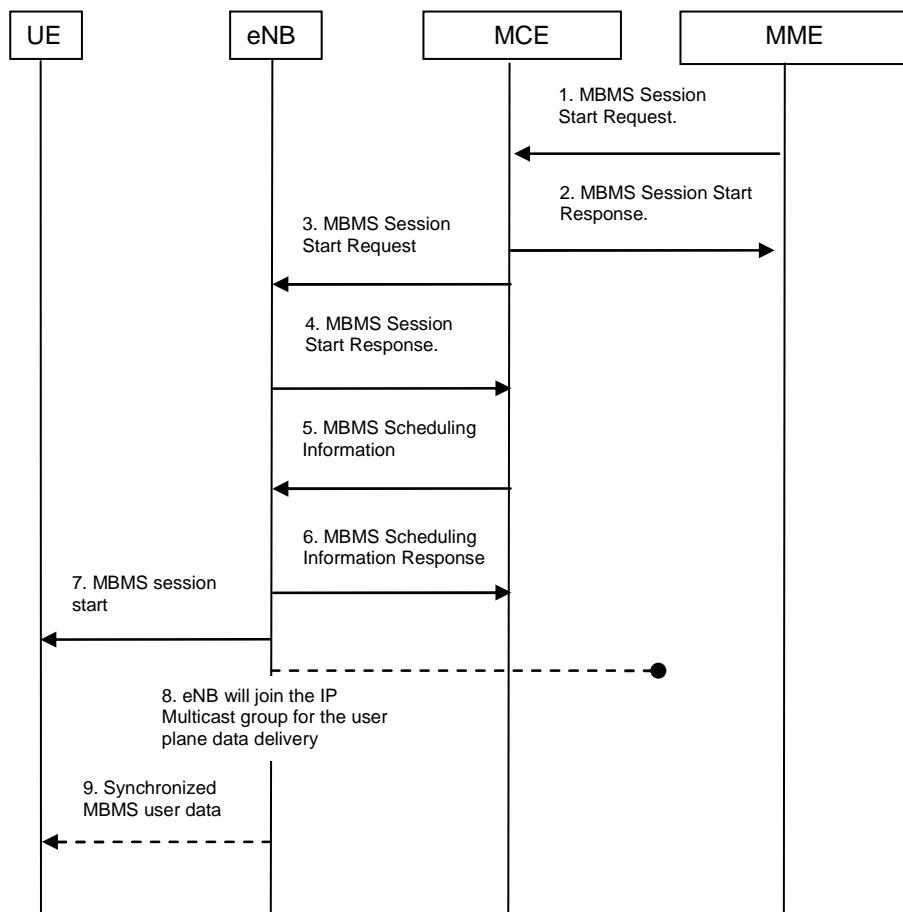 UE
eNB
MCE
MME
1. MBMS Session
Start Request.
2. MBMS Session Start
Response.
3. MBMS Session
Start Request
4. MBMS Session
Start Response.
5. MBMS Scheduling
Information
6. MBMS Scheduling
Information Response
7. MBMS session
start
8. eNB will join the IP
Multicast group for the user
plane data delivery
9. Synchronized
MBMS user data